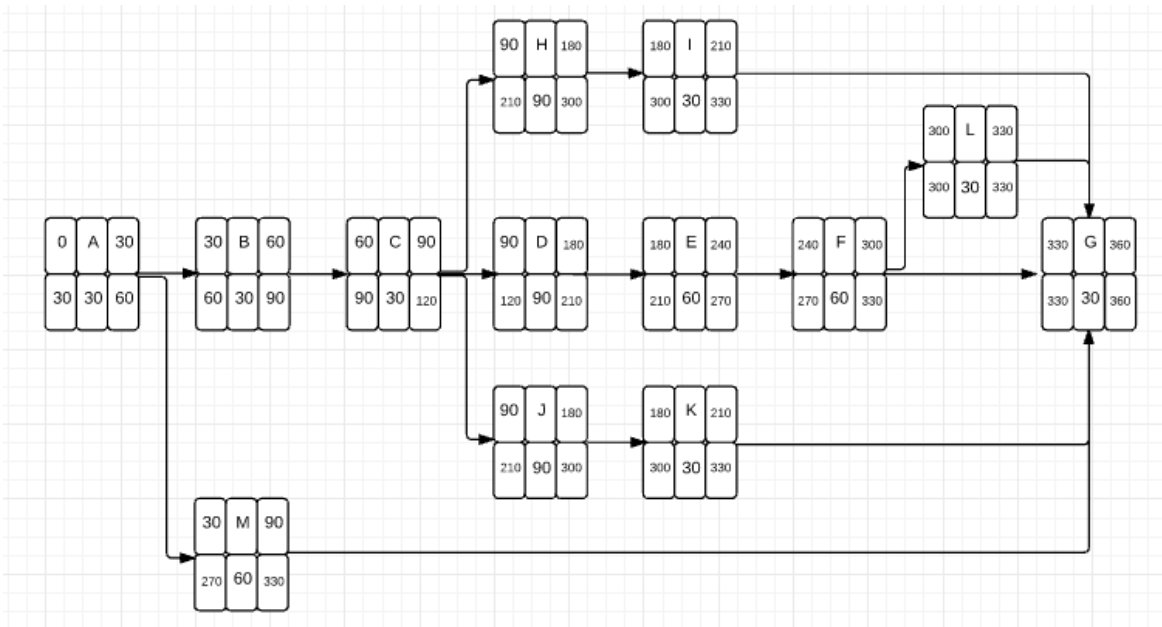 90 H 180
210 90 300
180 I 210
300 30 330
300 L 330
300 30 330
0 A 30
30 30 60
30 B 60
60 30 90
60 C 90
90 30 120
90 D 180
120 90 210
180 E 240
210 60 270
240 F 300
270 60 330
330 G 360
330 30 360
90 J 180
210 90 300
180 K 210
300 30 330
30 M 90
270 60 330